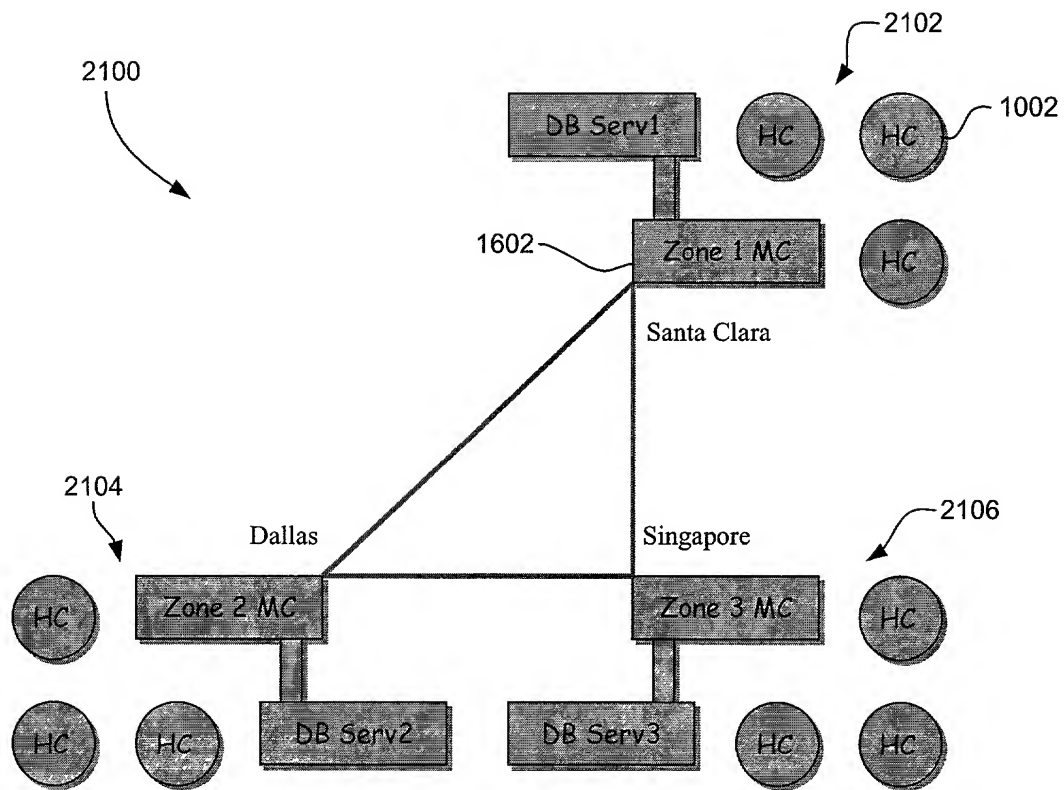 2102
2100
1002
DB Serv1
HC
HC
1602
Zone 1 MC
HC
Santa Clara
2104
2106
Dallas
Singapore
HC
Zone 2 MC
Zone 3 MC
HC
HC
HC
DB Serv2
DB Serv3
HC
HC